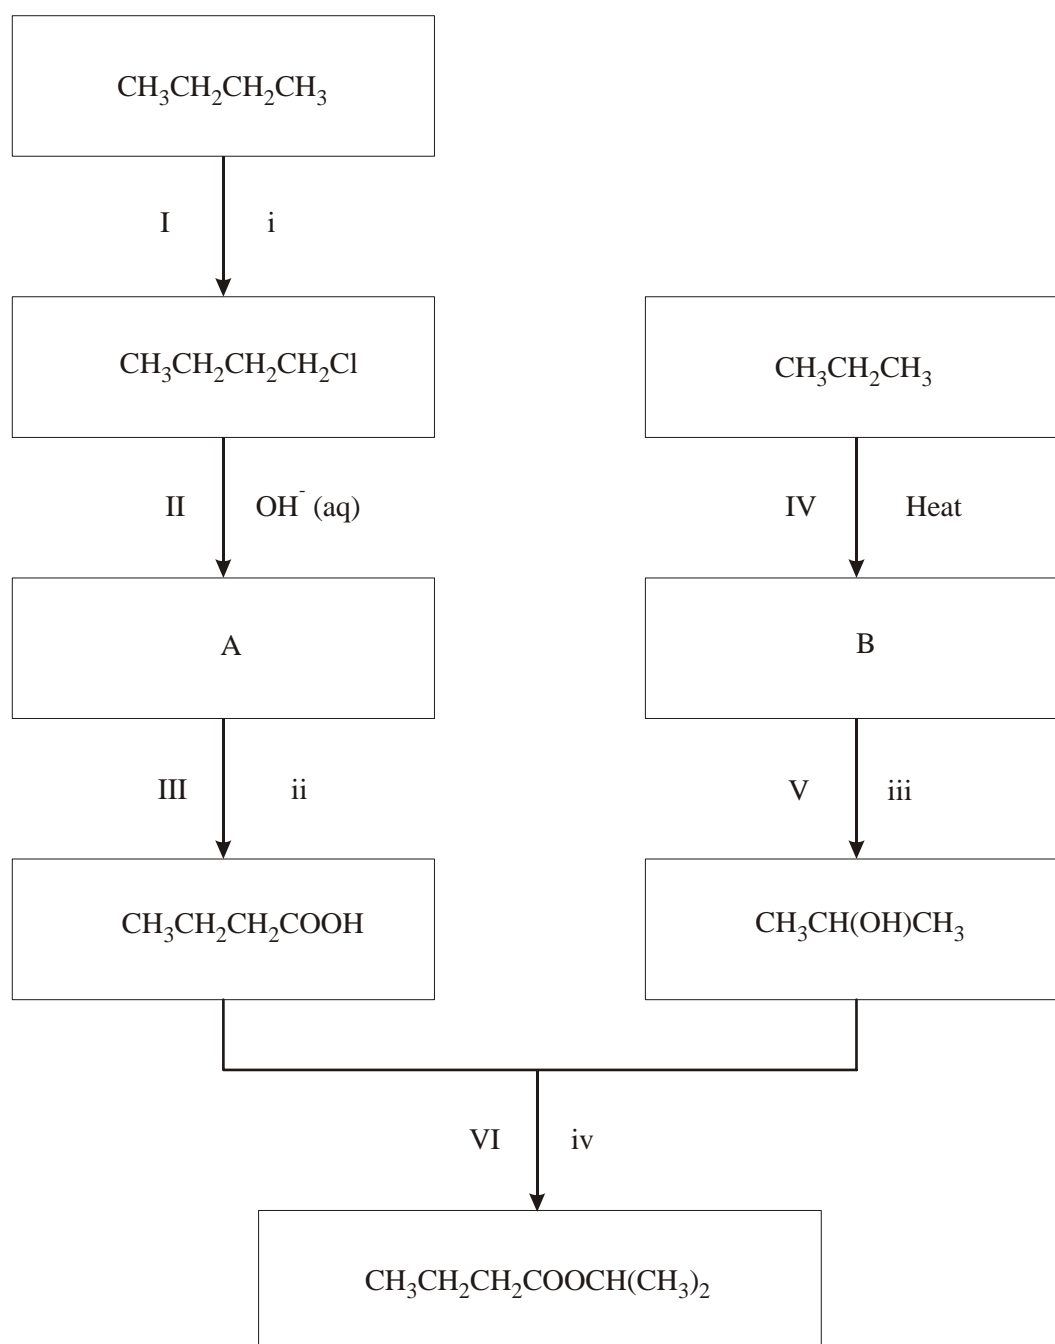 CH₃CH₂CH₂CH₃
I i
CH₃CH₂CH₂CH₂Cl
CH₃CH₂CH₃
II OH⁻ (aq)
IV Heat
A
B
III ii
V iii
CH₃CH₂CH₂COOH
CH₃CH(OH)CH₃
VI iv
CH₃CH₂CH₂COOCH(CH₃)₂